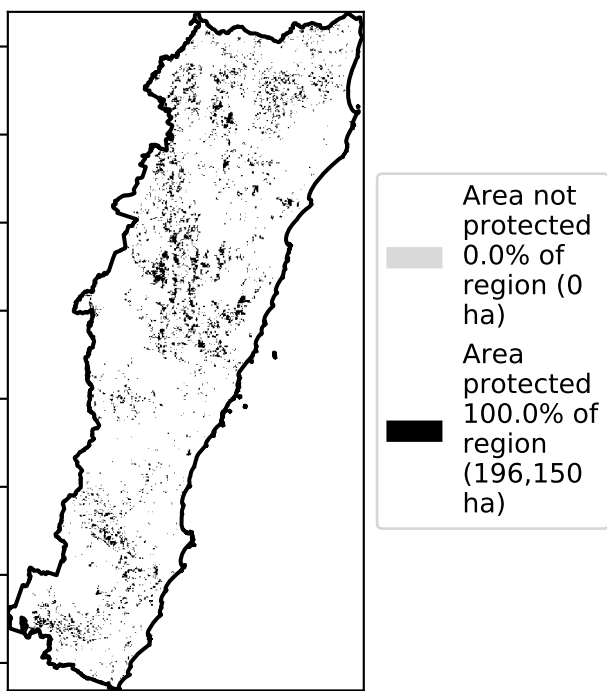 Area not
protected
0.0% of
region (0
ha)
Area
protected
100.0% of
region
(196,150
ha)